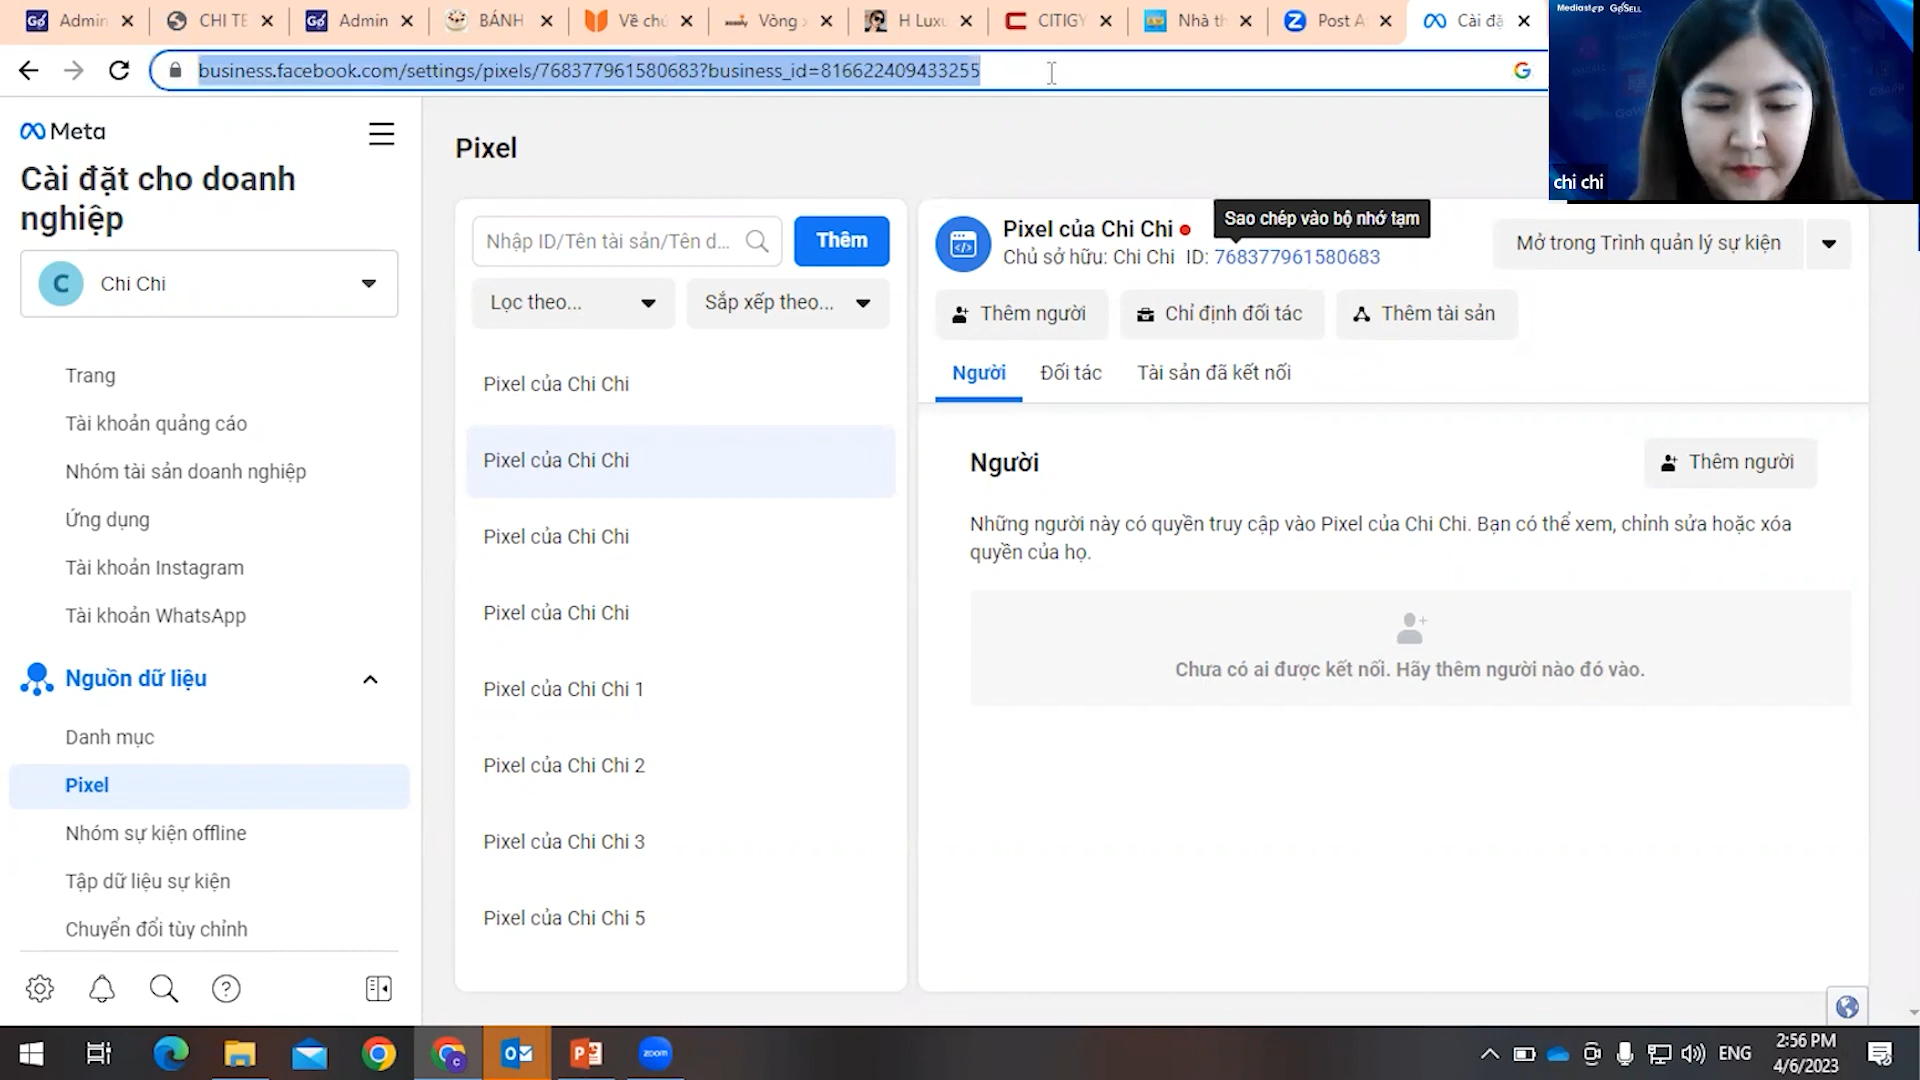 Admin
CHI TE
Admin
BÁNH
Về chú
Vòng
H Luxu
CITIGY
Nhà th
Post A
Cài đặ
business.facebook.com/settings/pixels/768377961580683?business_id=816622409433255
Mediastep GoSELL
chi chi
Meta
Cài đặt cho doanh
nghiệp
C Chi Chi
Trang
Tài khoản quảng cáo
Nhóm tài sản doanh nghiệp
Ứng dụng
Tài khoản Instagram
Tài khoản WhatsApp
Nguồn dữ liệu
Danh mục
Pixel
Nhóm sự kiện offline
Tập dữ liệu sự kiện
Chuyển đổi tùy chỉnh
Pixel
Nhập ID/Tên tài sản/Tên d...
Thêm
Lọc theo...
Sắp xếp theo...
Pixel của Chi Chi
Pixel của Chi Chi
Pixel của Chi Chi
Pixel của Chi Chi
Pixel của Chi Chi 1
Pixel của Chi Chi 2
Pixel của Chi Chi 3
Pixel của Chi Chi 5
Pixel của Chi Chi
Sao chép vào bộ nhớ tạm
Chủ sở hữu: Chi Chi ID: 768377961580683
Mở trong Trình quản lý sự kiện
Thêm người
Chỉ định đối tác
Thêm tài sản
Người
Đối tác
Tài sản đã kết nối
Người
Thêm người
Những người này có quyền truy cập vào Pixel của Chi Chi. Bạn có thể xem, chỉnh sửa hoặc xóa
quyền của họ.
Chưa có ai được kết nối. Hãy thêm người nào đó vào.
zoom
ENG
2:56 PM
4/6/2023